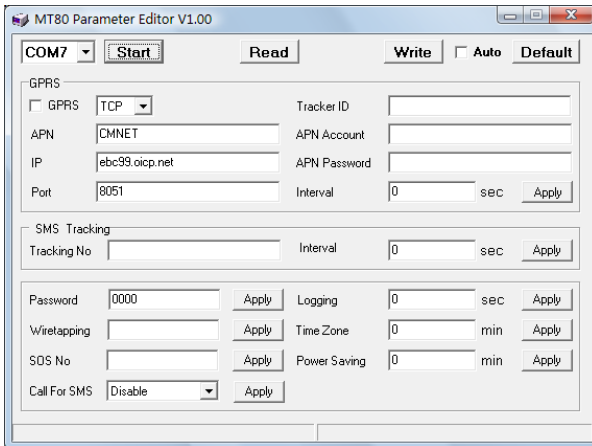 MT80 Parameter Editor V1.00
COM7 Start Read Write Auto Default
GPRS
GPRS TCP Tracker ID
APN CMNET APN Account
IP ebc99.oicp.net APN Password
Port 8051 Interval 0 sec Apply
SMS Tracking
Tracking No Interval 0 sec Apply
Password 0000 Apply Logging 0 sec Apply
Wiretapping Apply Time Zone 0 min Apply
SOS No Apply Power Saving 0 min Apply
Call For SMS Disable Apply